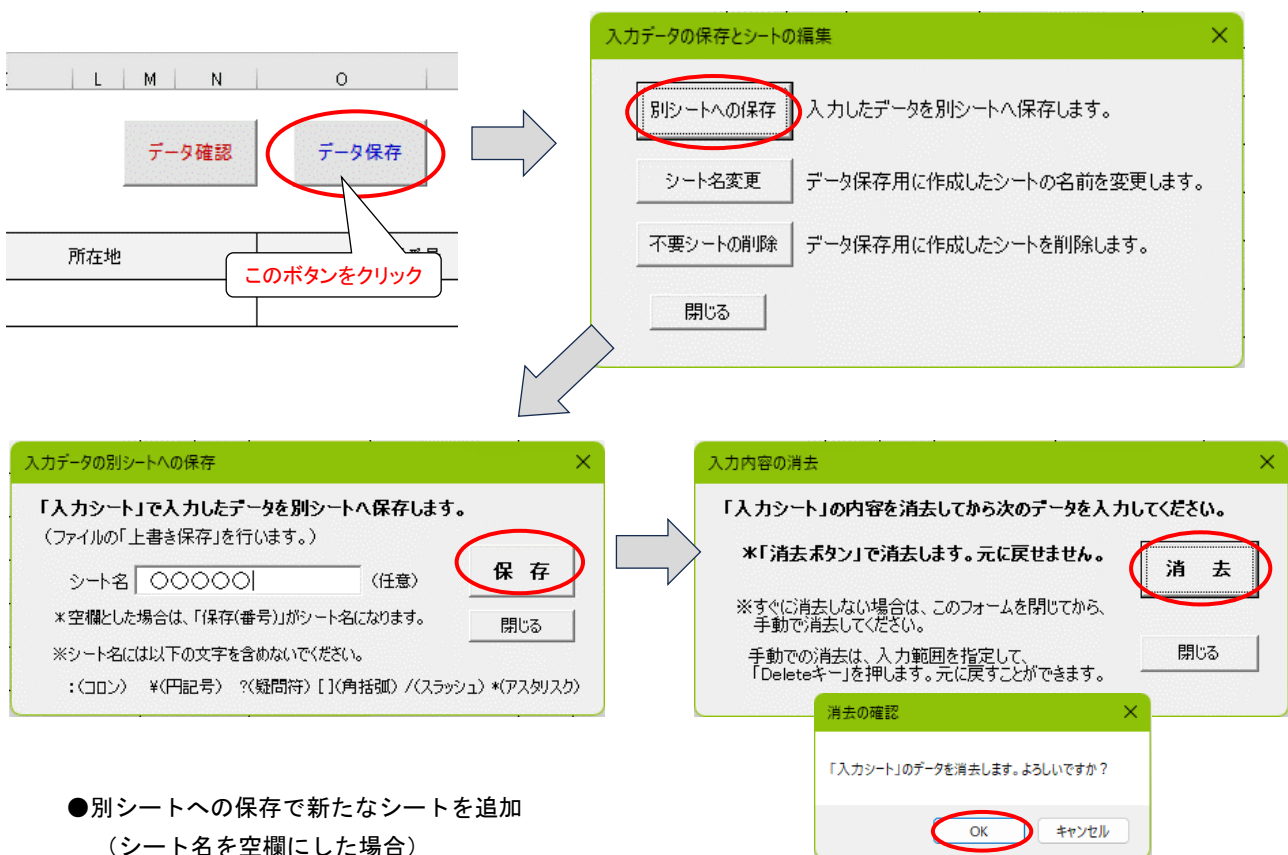 L M N O
データ確認
データ保存
所在地
このボタンをクリック
入力データの保存とシートの編集
別シートへの保存 入力したデータを別シートへ保存します。
シート名変更 データ保存用に作成したシートの名前を変更します。
不要シートの削除 データ保存用に作成したシートを削除します。
閉じる
入力データの別シートへの保存
「入力シート」で入力したデータを別シートへ保存します。
(ファイルの「上書き保存」を行います。)
シート名 〇〇〇〇〇 (任意)
保 存
*空欄とした場合は、「保存(番号)」がシート名になります。
閉じる
※シート名には以下の文字を含めないでください。
:(コロン) ¥(円記号) ?(疑問符) [ ](角括弧) /(スラッシュ) *(アスタリスク)
入力内容の消去
「入力シート」の内容を消去してから次のデータを入力してください。
*「消去ボタン」で消去します。元に戻せません。
消 去
※すぐに消去しない場合は、このフォームを閉じてから、
手動で消去してください。
手動での消去は、入力範囲を指定して、
「Deleteキー」を押します。元に戻すことができます。
閉じる
消去の確認
「入力シート」のデータを消去します。よろしいですか?
OK キャンセル
●別シートへの保存で新たなシートを追加
(シート名を空欄にした場合)